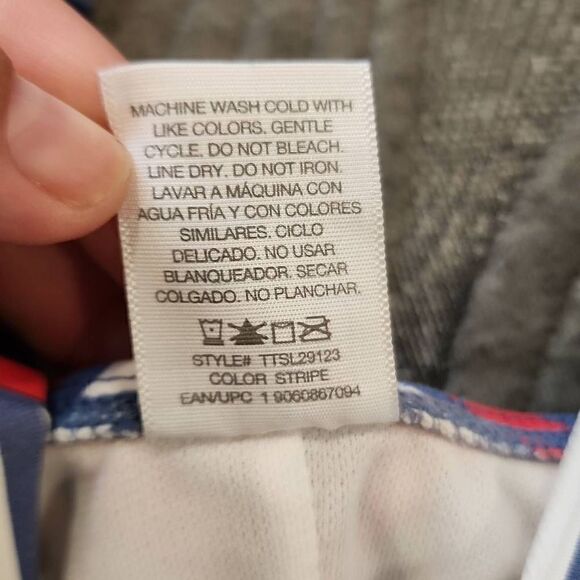 MACHINE WASH COLD WITH
LIKE COLORS. GENTLE
CYCLE. DO NOT BLEACH.
LINE DRY. DO NOT IRON.
LAVAR A MÁQUINA CON
AGUA FRÍA Y CON COLORES
SIMILARES. CICLO
DELICADO. NO USAR
BLANQUEADOR. SECAR
COLGADO. NO PLANCHAR.
STYLE# TTSL29123
COLOR STRIPE
EAN/UPC 1 9060867094